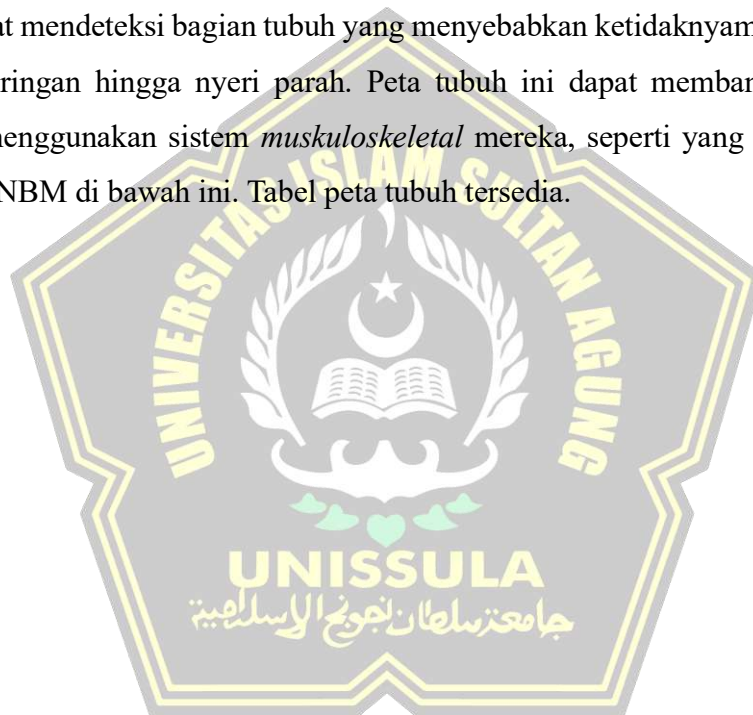 at mendeteksi bagian tubuh yang menyebabkan ketidaknyam
ringan hingga nyeri parah. Peta tubuh ini dapat memban
menggunakan sistem muskuloskeletal mereka, seperti yang
NBM di bawah ini. Tabel peta tubuh tersedia.
UNIVERSITAS ISLAM SULTAN AGUNG
UNISSULA
جامعة سلطان أجونج الإسلامية